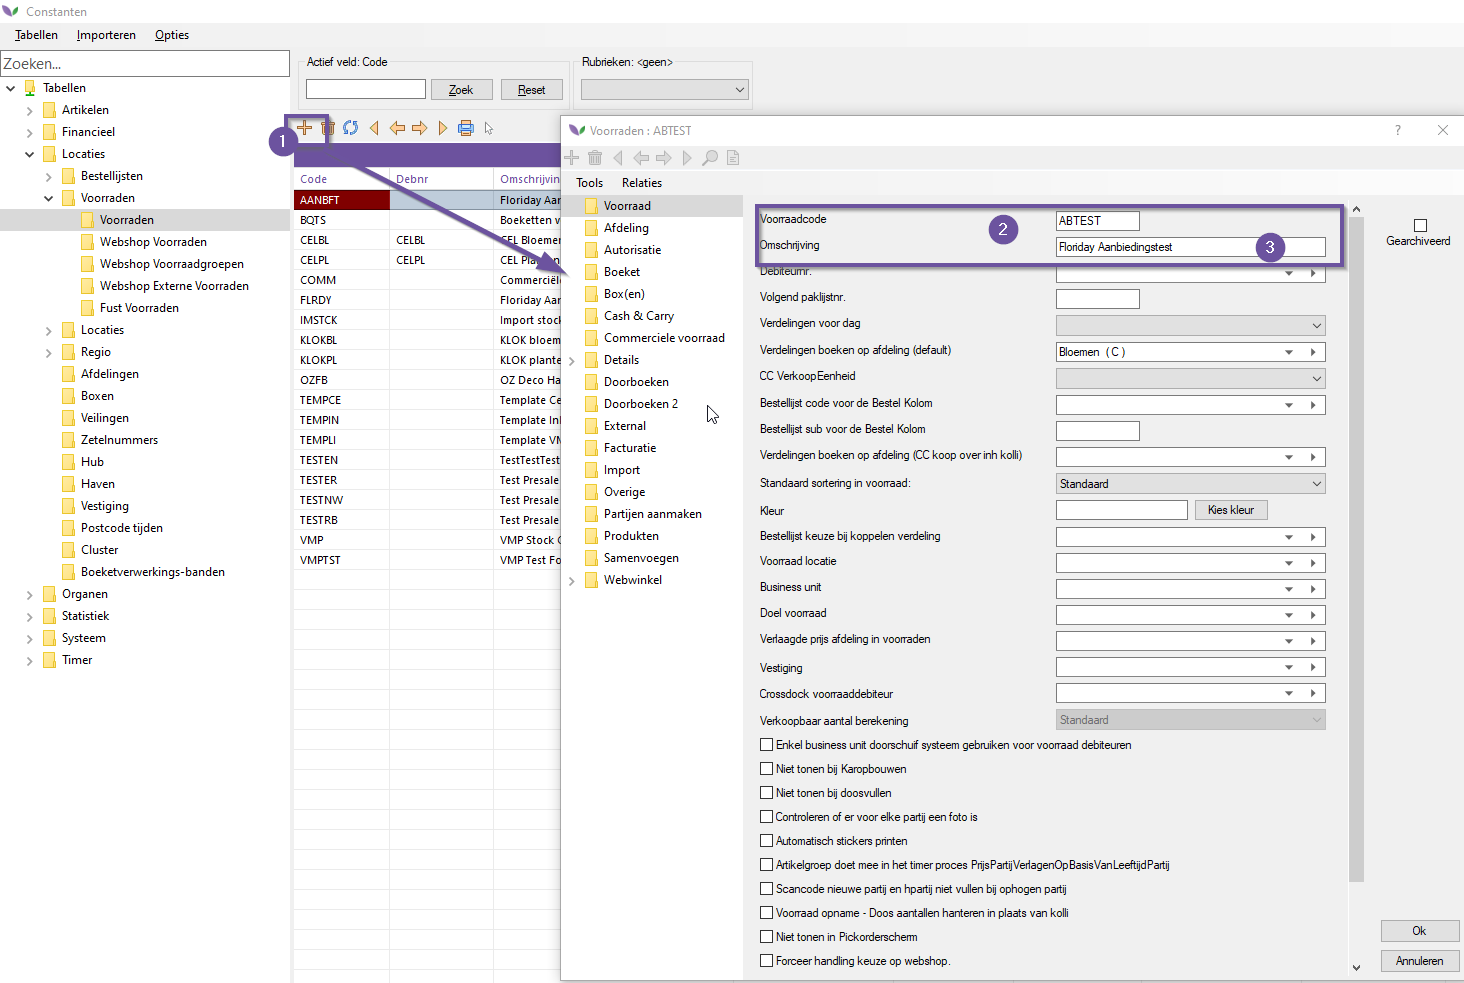 Constanten
Tabellen Importeren Opties
Zoeken...
Tabellen
Artikelen
Financieel
Locaties
Bestellijsten
Voorraden
Voorraden
Webshop Voorraden
Webshop Voorraadgroepen
Webshop Externe Voorraden
Fust Voorraden
Locaties
Regio
Afdelingen
Boxen
Veilingen
Zetelnummers
Hub
Haven
Vestiging
Postcode tijden
Cluster
Boeketverwerkings-banden
Organen
Statistiek
Systeem
Timer
Actief veld: Code
Zoek Reset
Rubrieken: <geen>
1
Code Debnr Omschrijvin
AANBFT Floriday Aan
BQTS Boeketten v
CELBL CELBL CEL Bloemen
CELPL CELPL CEL Pla
COMM Commerciële
FLRDY Floriday Aan
IMSTCK Import stock
KLOKBL KLOK bloem
KLOKPL KLOK plante
OZFB OZ Deco Ha
TEMPCE Template Ce
TEMPIN Template Inl
TEMPLI Template VM
TESTEN TestTestTest
TESTER Test Presale
TESTNW Test Presale
TESTRB Test Presale
VMP VMP Stock
VMPTST VMP Test Fo
Voorraden : ABTEST ?
Tools Relaties
Voorraad
Afdeling
Autorisatie
Boeket
Box(en)
Cash & Carry
Commerciele voorraad
Details
Doorboeken
Doorboeken 2
External
Facturatie
Import
Overige
Partijen aanmaken
Produkten
Samenvoegen
Webwinkel
Voorraadcode 2 ABTEST
Omschrijving Floriday Aanbiedingstest 3
Debiteurnr.
Volgend paklijstnr.
Verdelingen voor dag
Verdelingen boeken op afdeling (default) Bloemen ( C )
CC VerkoopEenheid
Bestellijst code voor de Bestel Kolom
Bestellijst sub voor de Bestel Kolom
Verdelingen boeken op afdeling (CC koop over inh kolli)
Standaard sortering in voorraad: Standaard
Kleur Kies kleur
Bestellijst keuze bij koppelen verdeling
Voorraad locatie
Business unit
Doel voorraad
Verlaagde prijs afdeling in voorraden
Vestiging
Crossdock voorraaddebiteur
Verkoopbaar aantal berekening Standaard
Enkel business unit doorschuif systeem gebruiken voor voorraad debiteuren
Niet tonen bij Karopbouwen
Niet tonen bij doosvullen
Controleren of er voor elke partij een foto is
Automatisch stickers printen
Artikelgroep doet mee in het timer proces PrijsPartijVerlagenOpBasisVanLeeftijdPartij
Scancode nieuwe partij en hpartij niet vullen bij ophogen partij
Voorraad opname - Doos aantallen hanteren in plaats van kolli
Niet tonen in Pickorderscherm
Forceer handling keuze op webshop.
Gearchiveerd
Ok
Annuleren